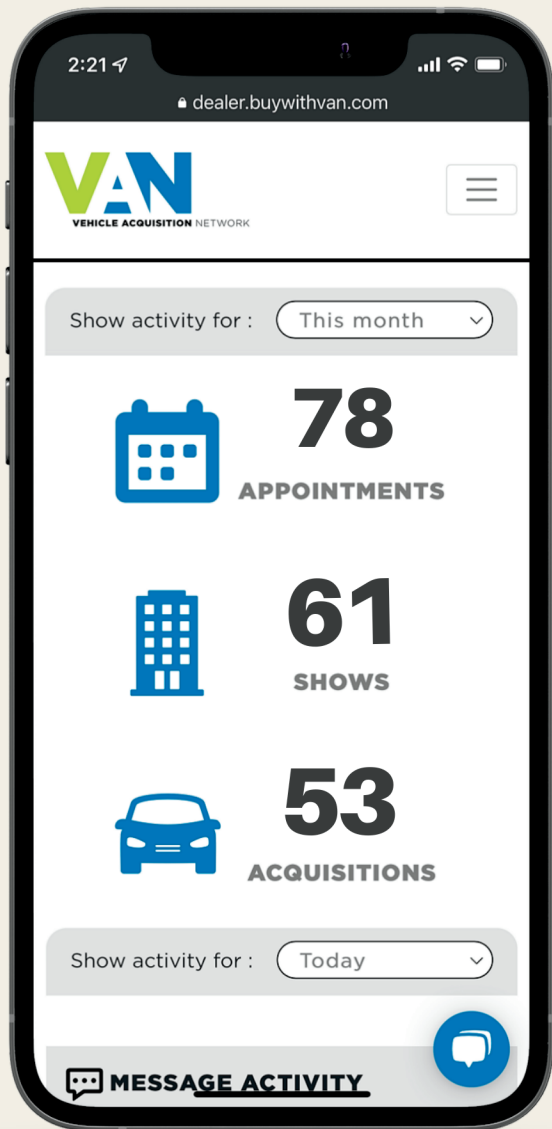 2:21
dealer.buywithvan.com
VAN
VEHICLE ACQUISITION NETWORK
Show activity for : This month
78
APPOINTMENTS
61
SHOWS
53
ACQUISITIONS
Show activity for : Today
MESSAGE ACTIVITY